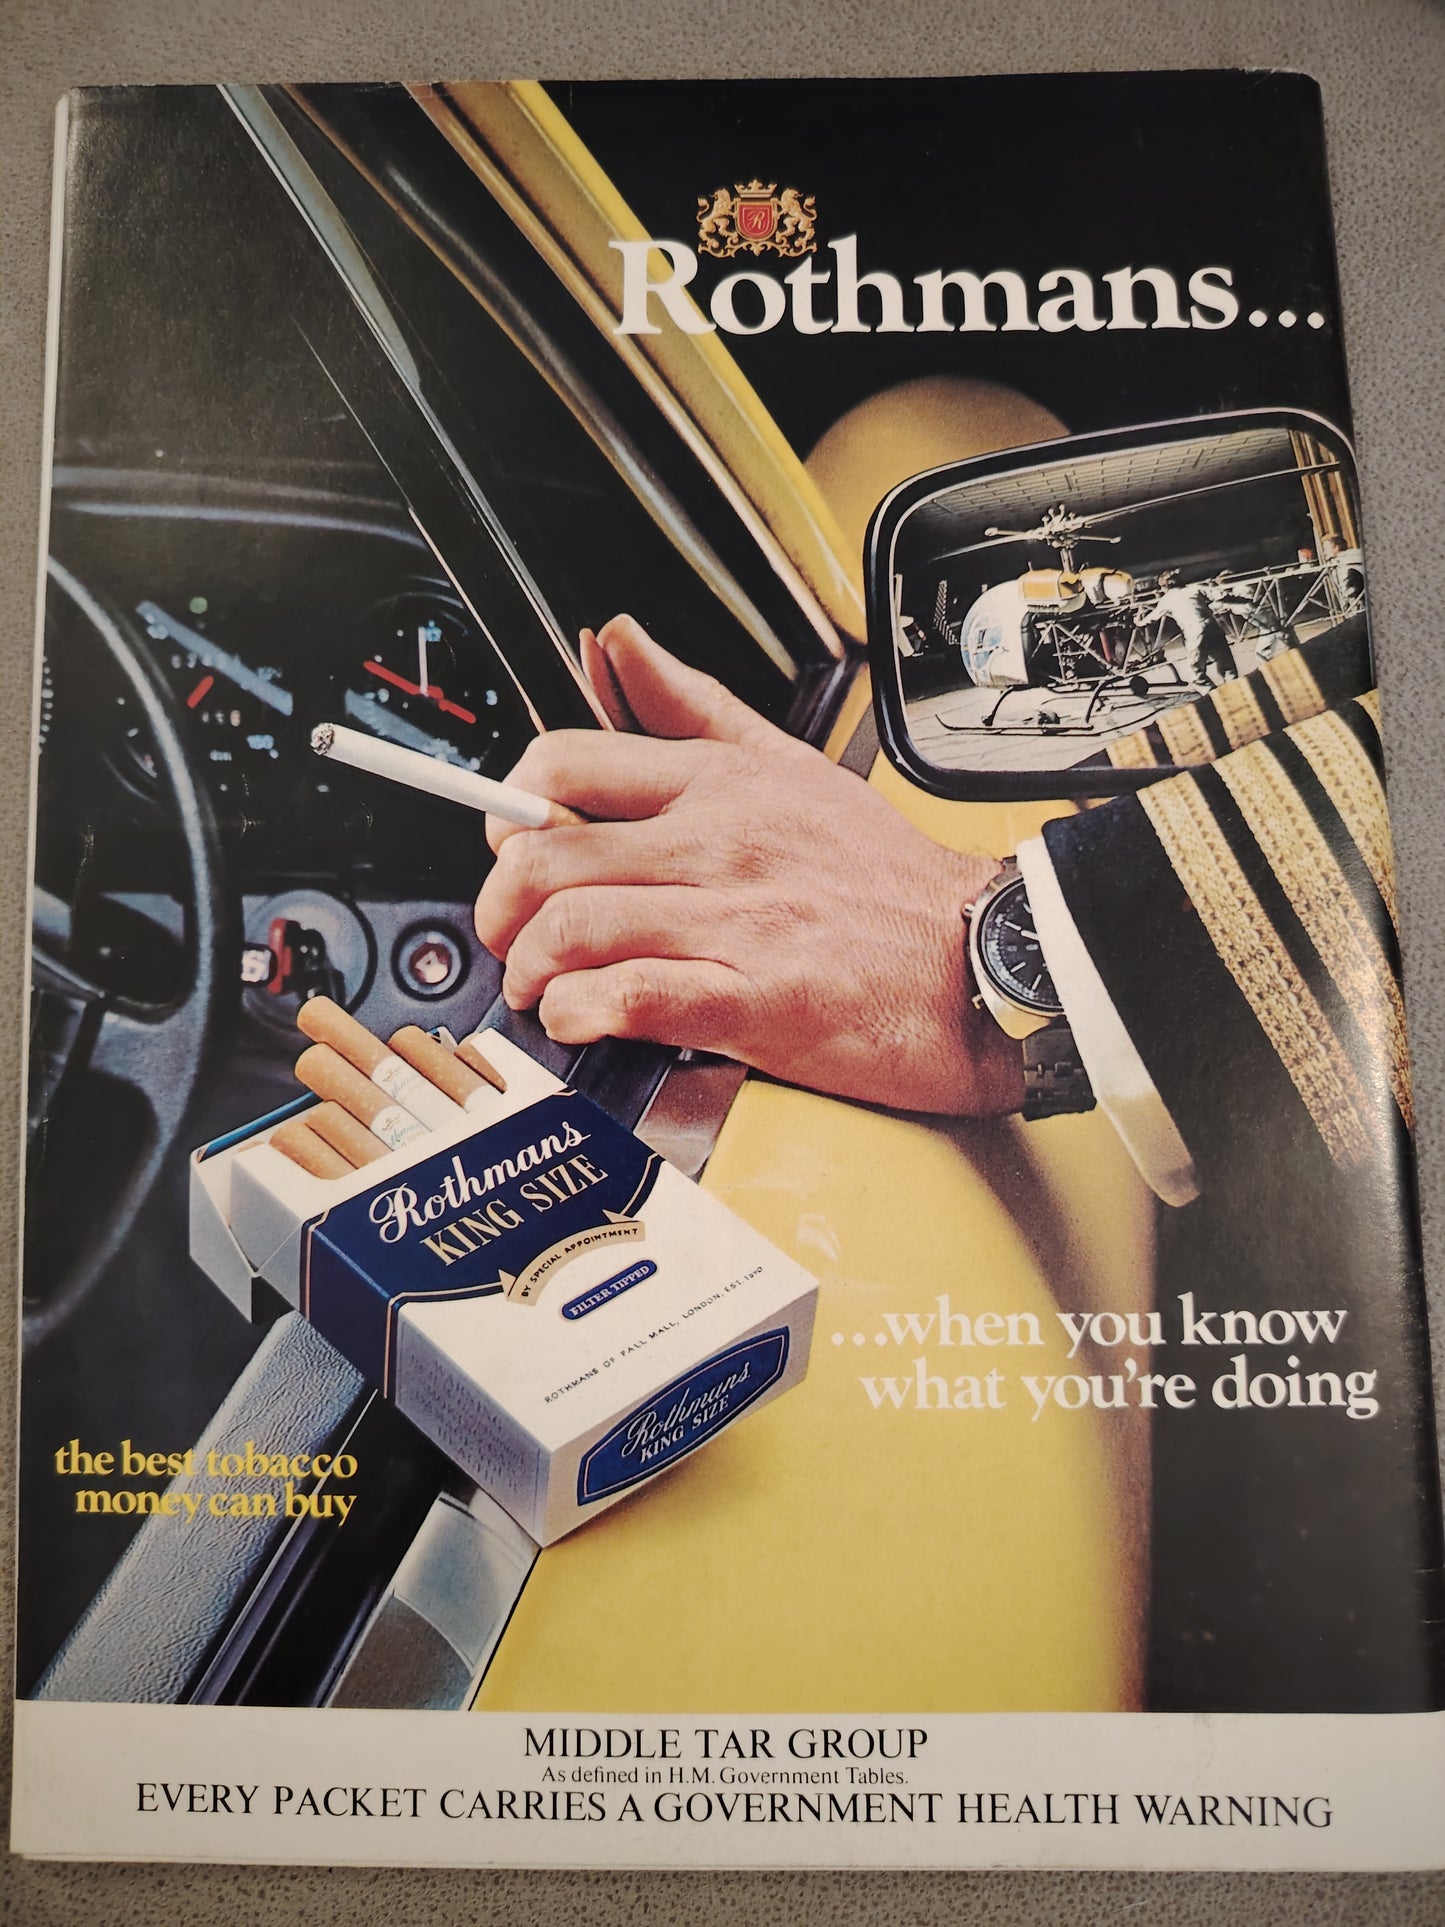 R
Rothmans...
Rothmans
KING SIZE
BY SPECIAL APPOINTMENT
FILTER TIPPED
ROTHMANS OF PALL MALL, LONDON, EST. 1890
Rothmans
KING SIZE
...when you know
what you're doing
the best tobacco
money can buy
MIDDLE TAR GROUP
As defined in H.M. Government Tables.
EVERY PACKET CARRIES A GOVERNMENT HEALTH WARNING